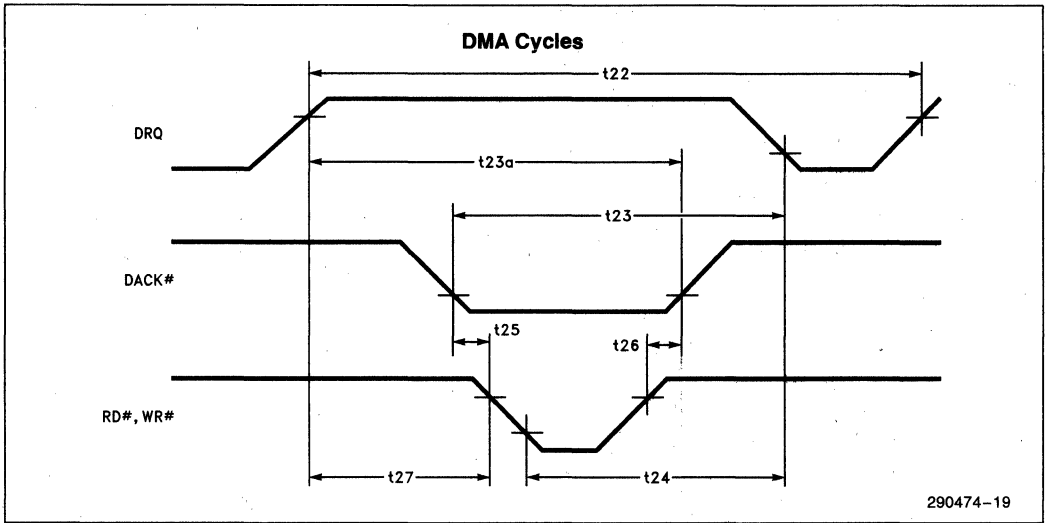 DMA Cycles
t22
DRQ
t23a
t23
DACK#
t25
t26
RD#, WR#
t27
t24
290474-19